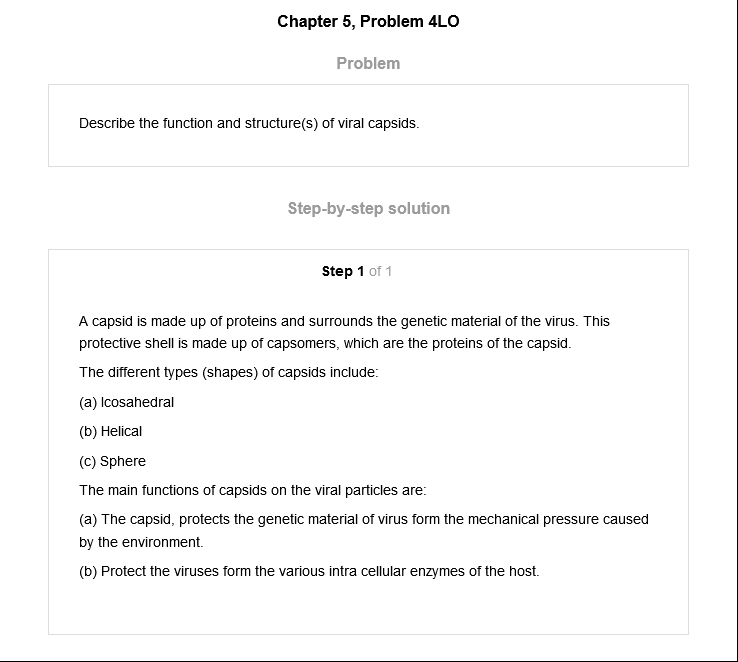 Chapter 5, Problem 4LO
Problem
Describe the function and structure(s) of viral capsids.
Step-by-step solution
Step 1 of 1
A capsid is made up of proteins and surrounds the genetic material of the virus. This
protective shell is made up of capsomers, which are the proteins of the capsid.
The different types (shapes) of capsids include:
(a) Icosahedral
(b) Helical
(c) Sphere
The main functions of capsids on the viral particles are:
(a) The capsid, protects the genetic material of virus form the mechanical pressure caused
by the environment.
(b) Protect the viruses form the various intra cellular enzymes of the host.